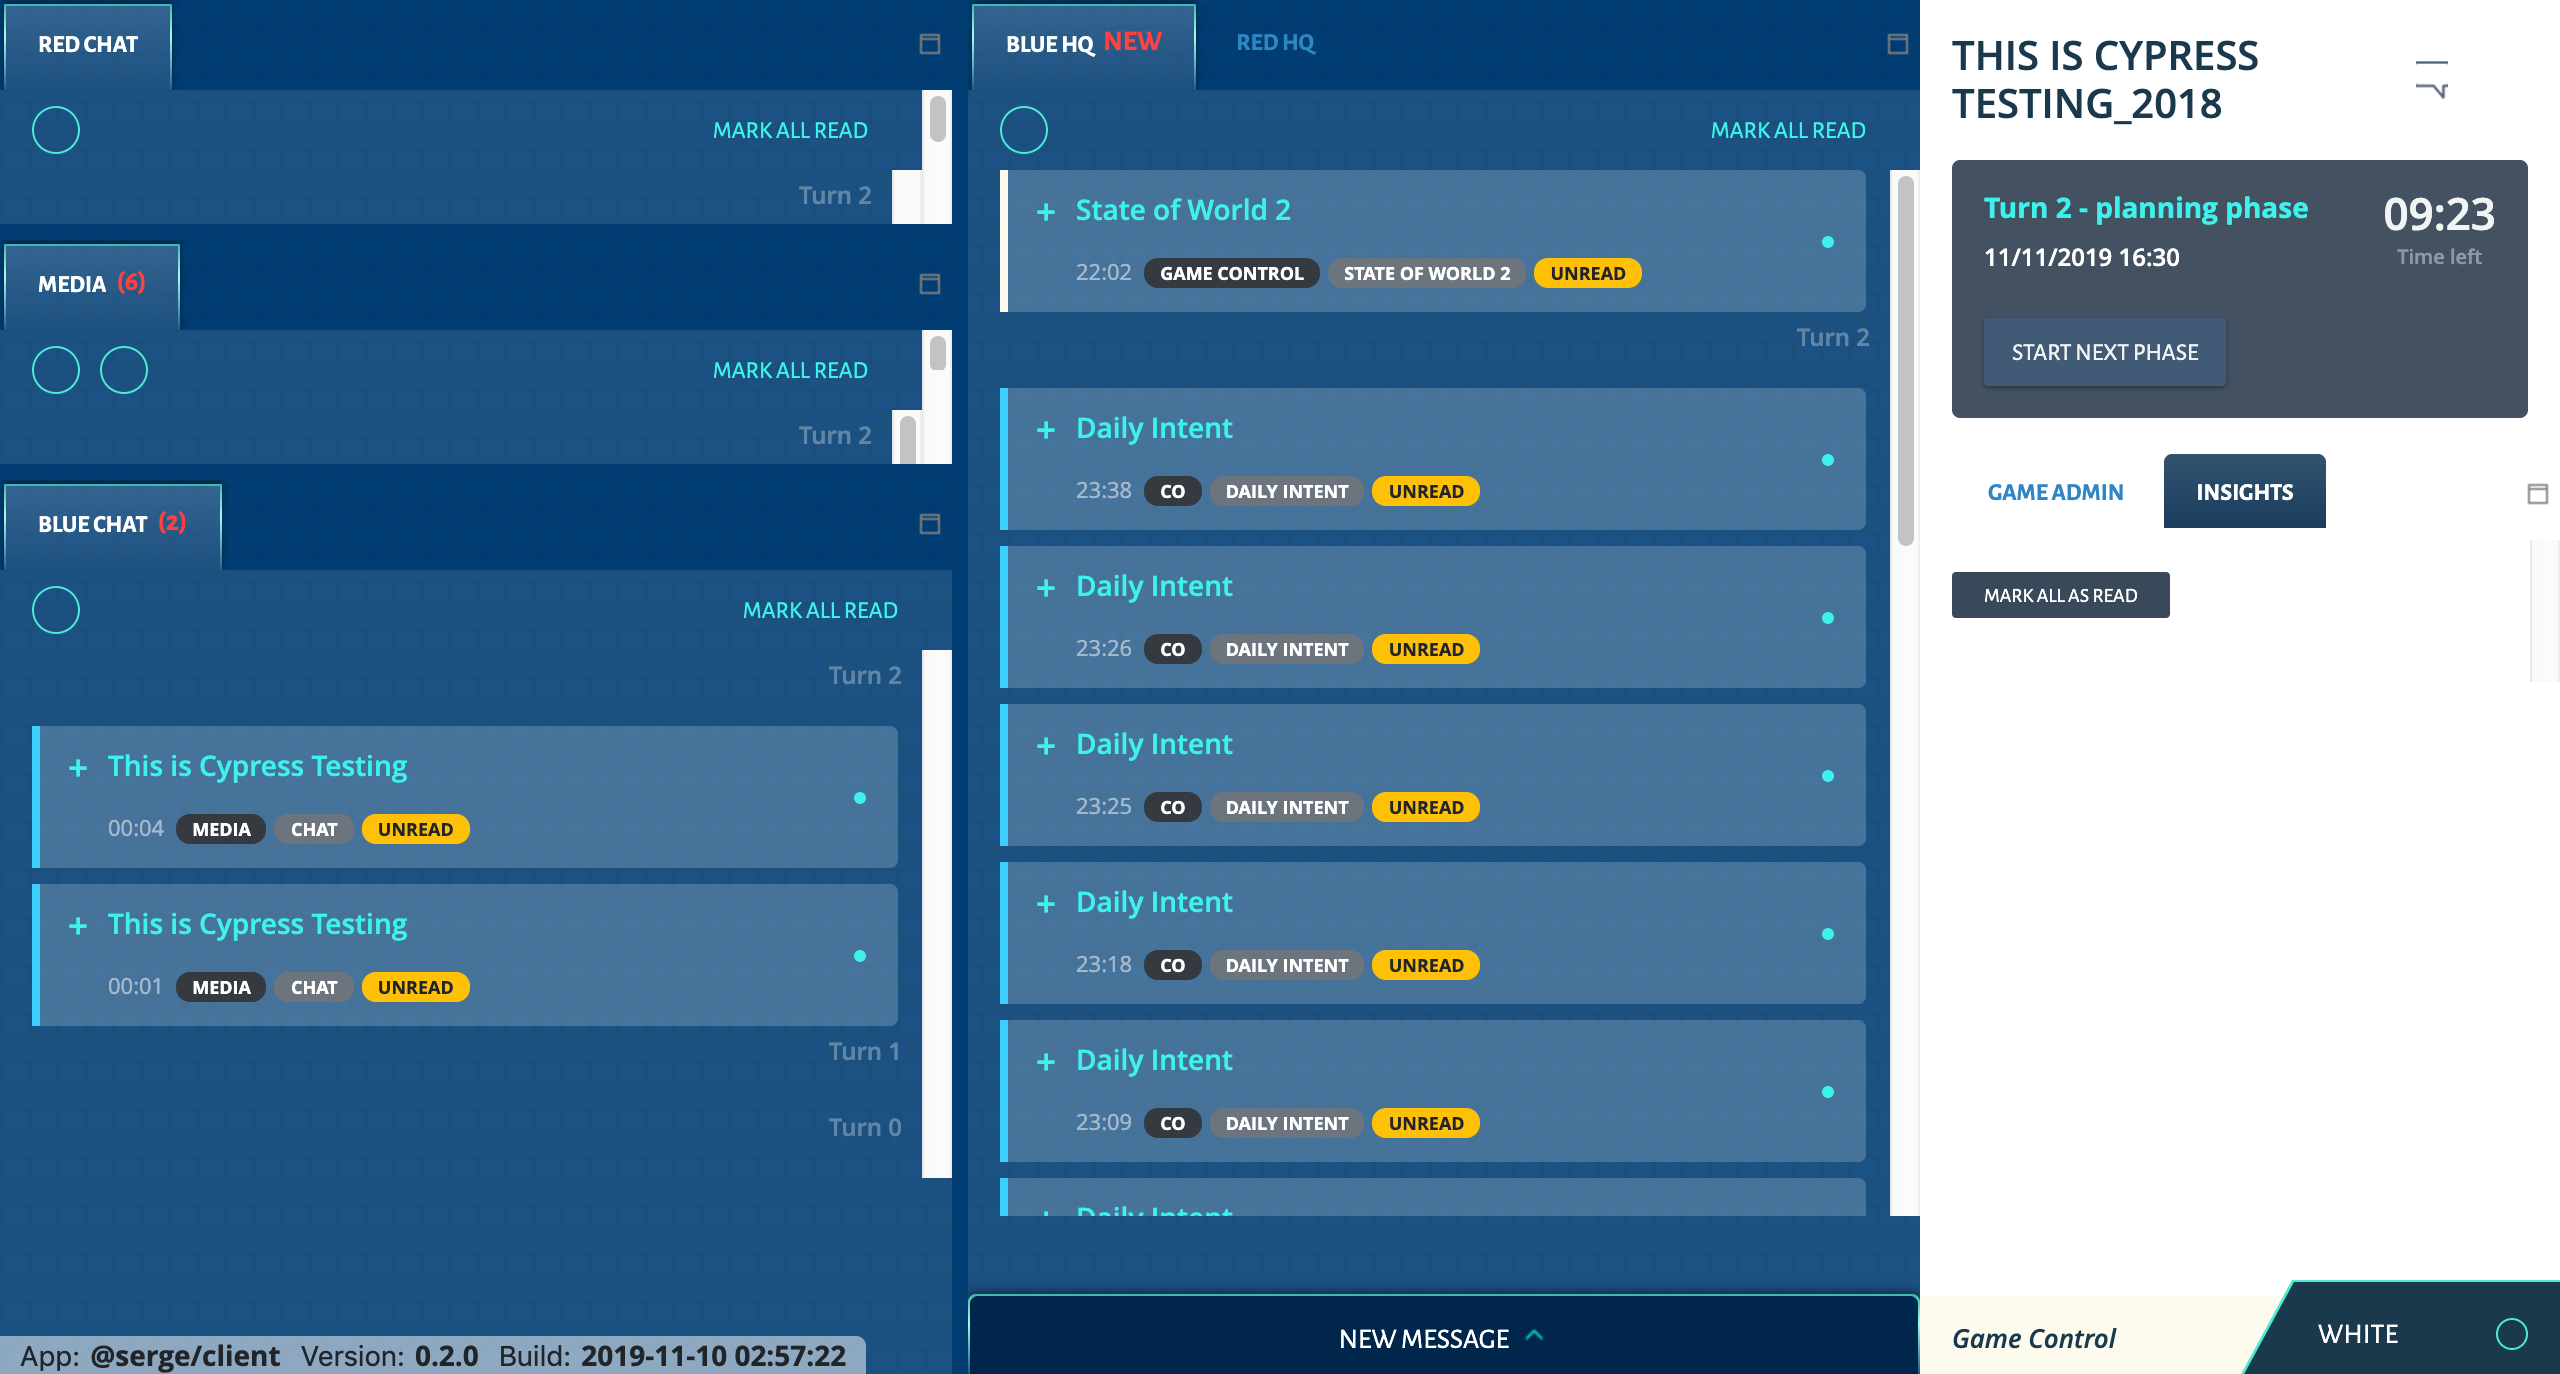 RED CHAT
MARK ALL READ
Turn 2
MEDIA (6)
MARK ALL READ
Turn 2
BLUE CHAT (2)
MARK ALL READ
Turn 2
+ This is Cypress Testing
00:04 MEDIA CHAT UNREAD
+ This is Cypress Testing
00:01 MEDIA CHAT UNREAD
Turn 1
Turn 0
App: @serge/client Version: 0.2.0 Build: 2019-11-10 02:57:22
BLUE HQ NEW RED HQ
MARK ALL READ
+ State of World 2
22:02 GAME CONTROL STATE OF WORLD 2 UNREAD
Turn 2
+ Daily Intent
23:38 CO DAILY INTENT UNREAD
+ Daily Intent
23:26 CO DAILY INTENT UNREAD
+ Daily Intent
23:25 CO DAILY INTENT UNREAD
+ Daily Intent
23:18 CO DAILY INTENT UNREAD
+ Daily Intent
23:09 CO DAILY INTENT UNREAD
+ Daily Intent
NEW MESSAGE
THIS IS CYPRESS
TESTING_2018
Turn 2 - planning phase 09:23
11/11/2019 16:30 Time left
START NEXT PHASE
GAME ADMIN INSIGHTS
MARK ALL AS READ
Game Control WHITE